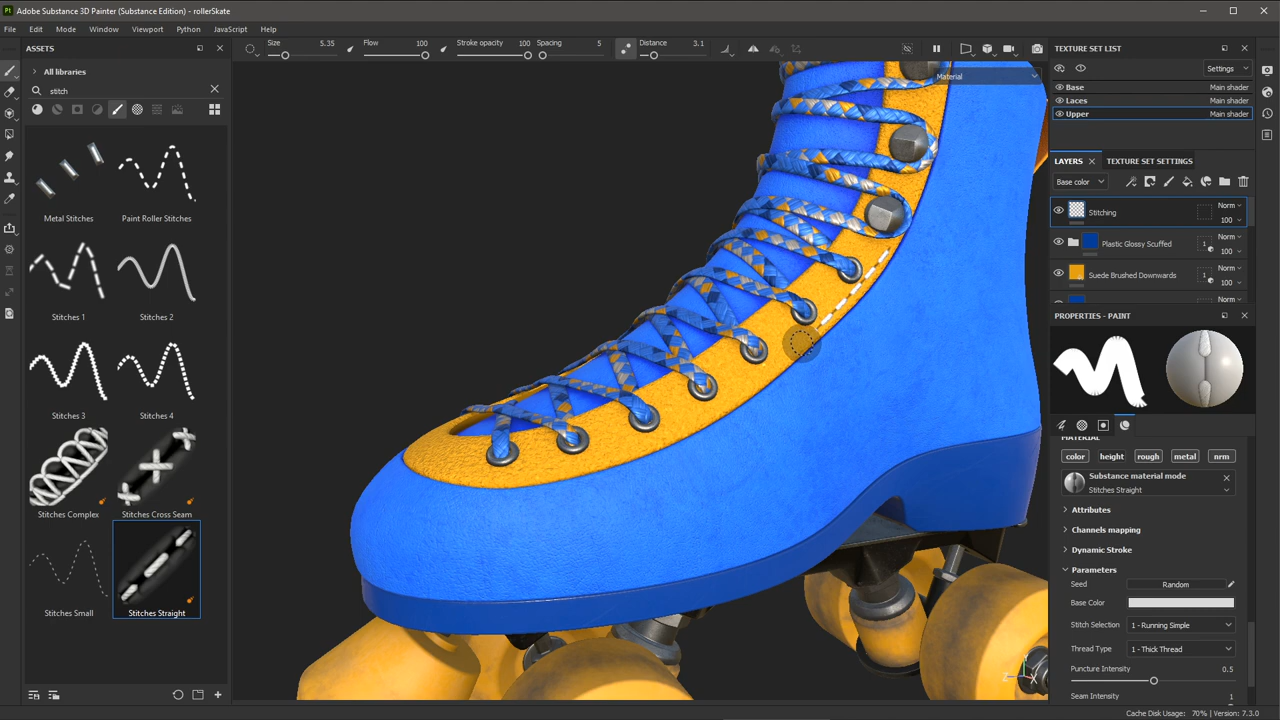 Pt Adobe Substance 3D Painter (Substance Edition) - rollerSkate
File Edit Mode Window Viewport Python JavaScript Help
ASSETS
All libraries
stitch
Metal Stitches Paint Roller Stitches
Stitches 1 Stitches 2
Stitches 3 Stitches 4
Stitches Complex Stitches Cross Seam
Stitches Small Stitches Straight
Size 5.35 Flow 100 Stroke opacity 100 Spacing 5 Distance 3.1
Material
TEXTURE SET LIST
Settings
Base Main shader
Laces Main shader
Upper Main shader
LAYERS TEXTURE SET SETTINGS
Base color
Stitching Norm
100
Plastic Glossy Scuffed 1 Norm
100
Suede Brushed Downwards 1 Norm
100
PROPERTIES - PAINT
MATERIAL
color height rough metal nrm
Substance material mode
Stitches Straight
Attributes
Channels mapping
Dynamic Stroke
Parameters
Seed Random
Base Color
Stitch Selection 1 - Running Simple
Thread Type 1 - Thick Thread
Puncture Intensity 0.5
Seam Intensity 1
Cache Disk Usage: 70% | Version: 7.3.0